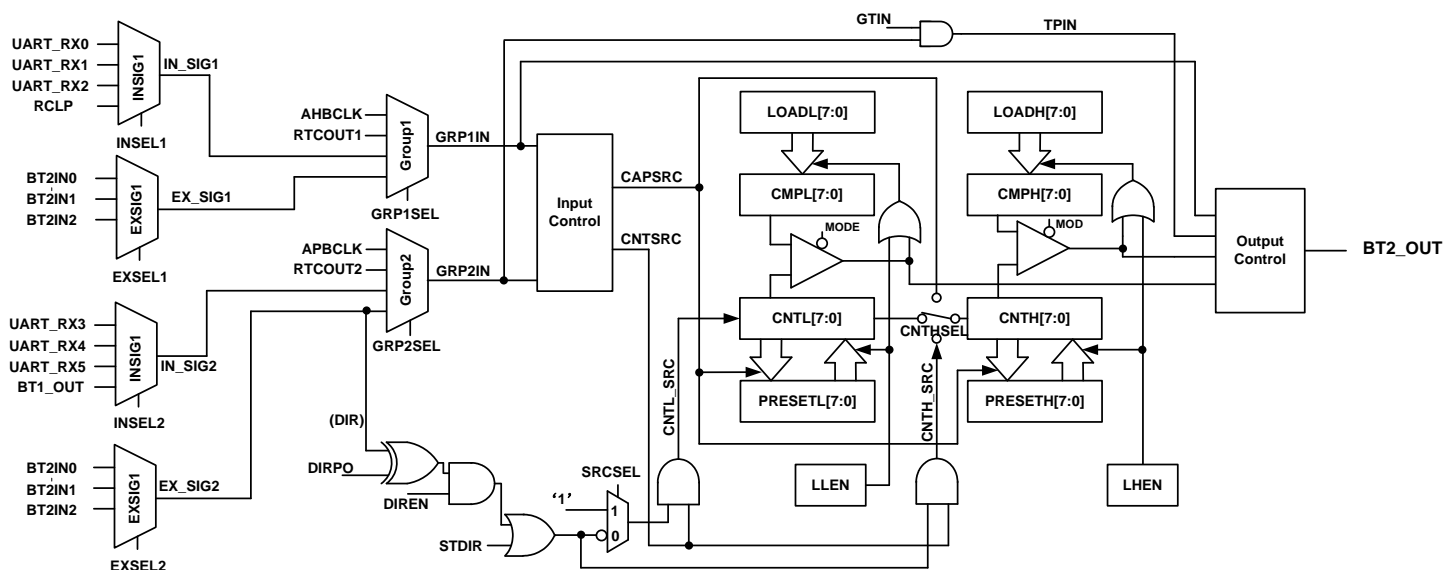 UART_RX0
UART_RX1
UART_RX2
RCLP
INSIG1
IN_SIG1
INSEL1
BT2IN0
BT2IN1
BT2IN2
EXSIG1
EX_SIG1
EXSEL1
AHBCLK
RTCOUT1
Group1
GRP1IN
GRP1SEL
APBCLK
RTCOUT2
Group2
GRP2IN
GRP2SEL
UART_RX3
UART_RX4
UART_RX5
BT1_OUT
INSIG1
IN_SIG2
INSEL2
BT2IN0
BT2IN1
BT2IN2
EXSIG1
EX_SIG2
EXSEL2
(DIR)
DIRPO
DIREN
STDIR
SRCSEL
‘1’
1
0
Input
Control
CAPSRC
CNTSRC
GTIN
TPIN
LOADL[7:0]
CMPL[7:0]
MODE
CNTL[7:0]
PRESETL[7:0]
CNTL_SRC
LLEN
CNTHSEL
CNTH_SRC
LOADH[7:0]
CMPH[7:0]
MOD
CNTH[7:0]
PRESETH[7:0]
LHEN
Output
Control
BT2_OUT